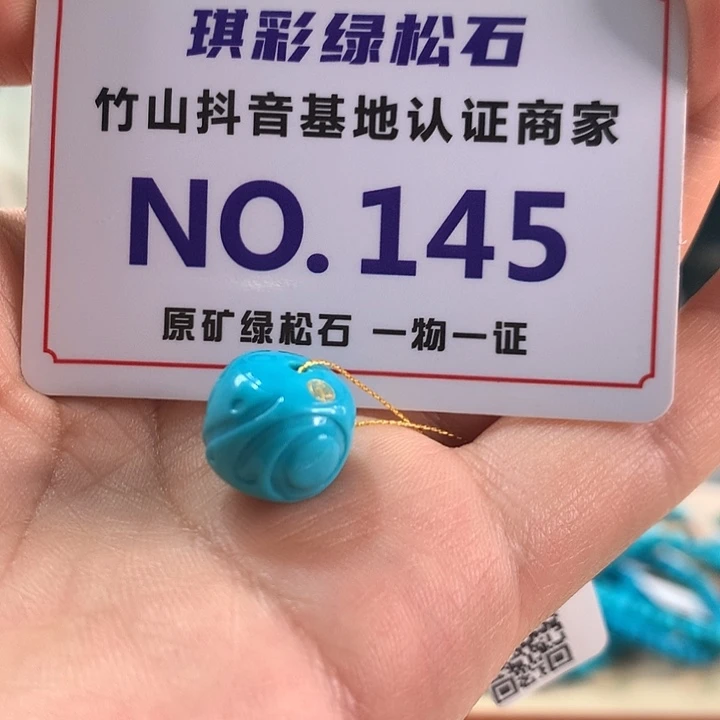 琪彩绿松石
竹山抖音基地认证商家
NO.145
原矿绿松石 一物一证